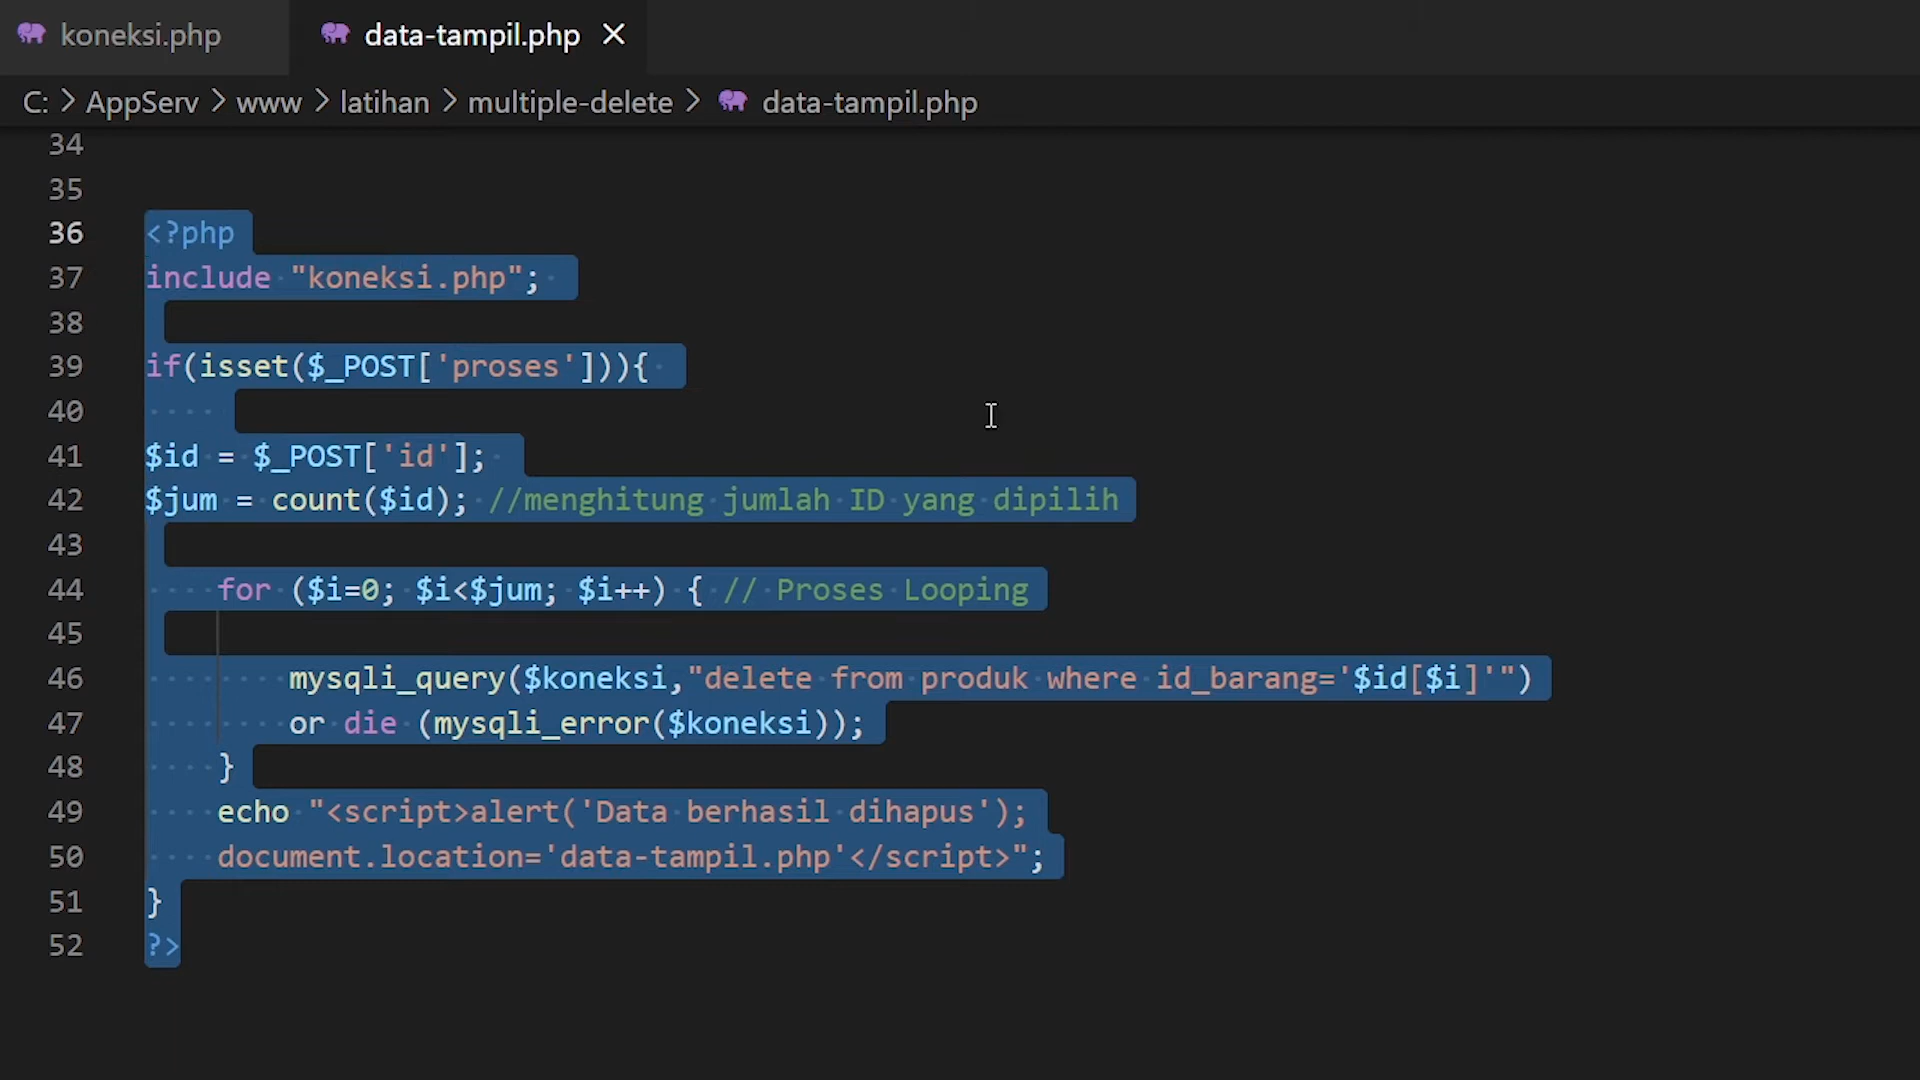 koneksi.php
data-tampil.php
C: > AppServ > www > latihan > multiple-delete > data-tampil.php
34
35
36 <?php
37 include "koneksi.php";
38
39 if(isset($_POST['proses'])){
40
41 $id = $_POST['id'];
42 $jum = count($id); //menghitung jumlah ID yang dipilih
43
44     for ($i=0; $i<$jum; $i++) { // Proses Looping
45
46         mysqli_query($koneksi,"delete from produk where id_barang='$id[$i]'")
47         or die (mysqli_error($koneksi));
48     }
49     echo "<script>alert('Data berhasil dihapus');
50     document.location='data-tampil.php'</script>";
51 }
52 ?>